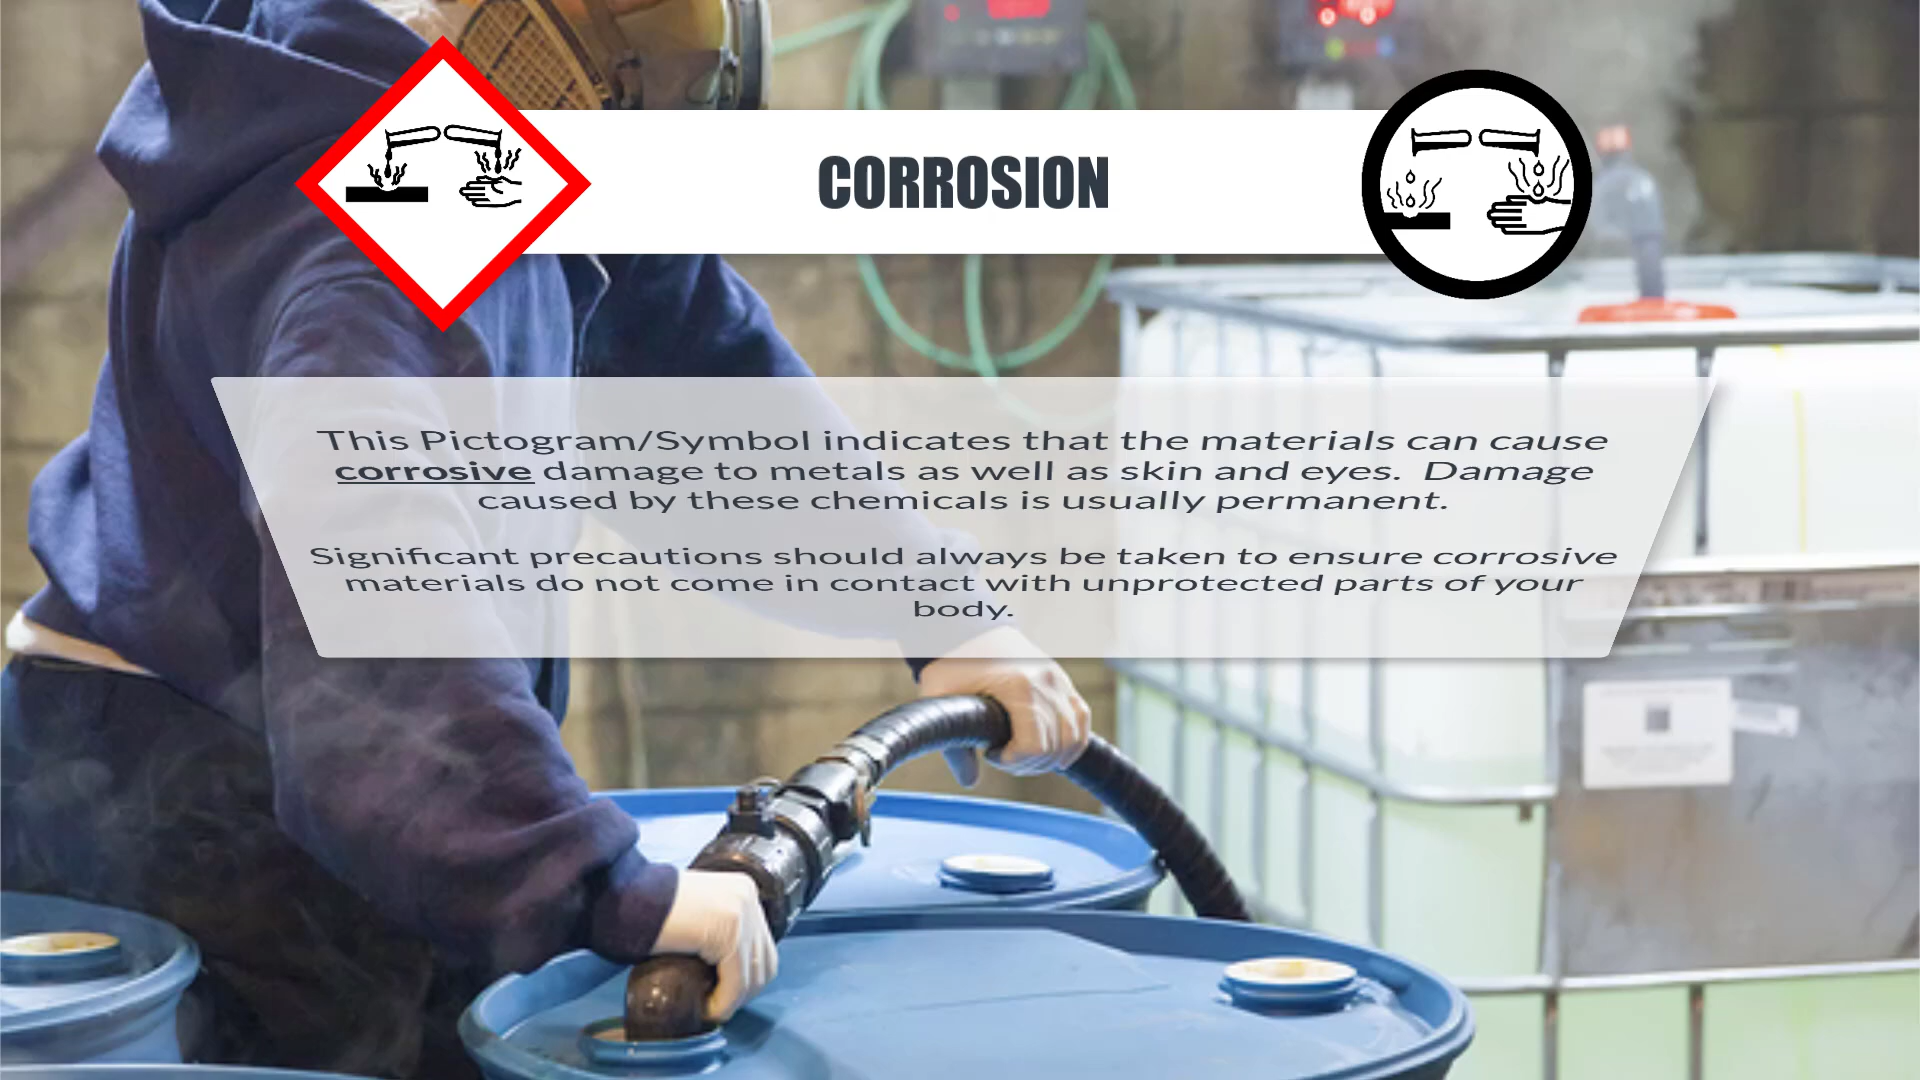 CORROSION
This Pictogram/Symbol indicates that the materials can cause
corrosive damage to metals as well as skin and eyes.  Damage
caused by these chemicals is usually permanent.
Significant precautions should always be taken to ensure corrosive
materials do not come in contact with unprotected parts of your
body.